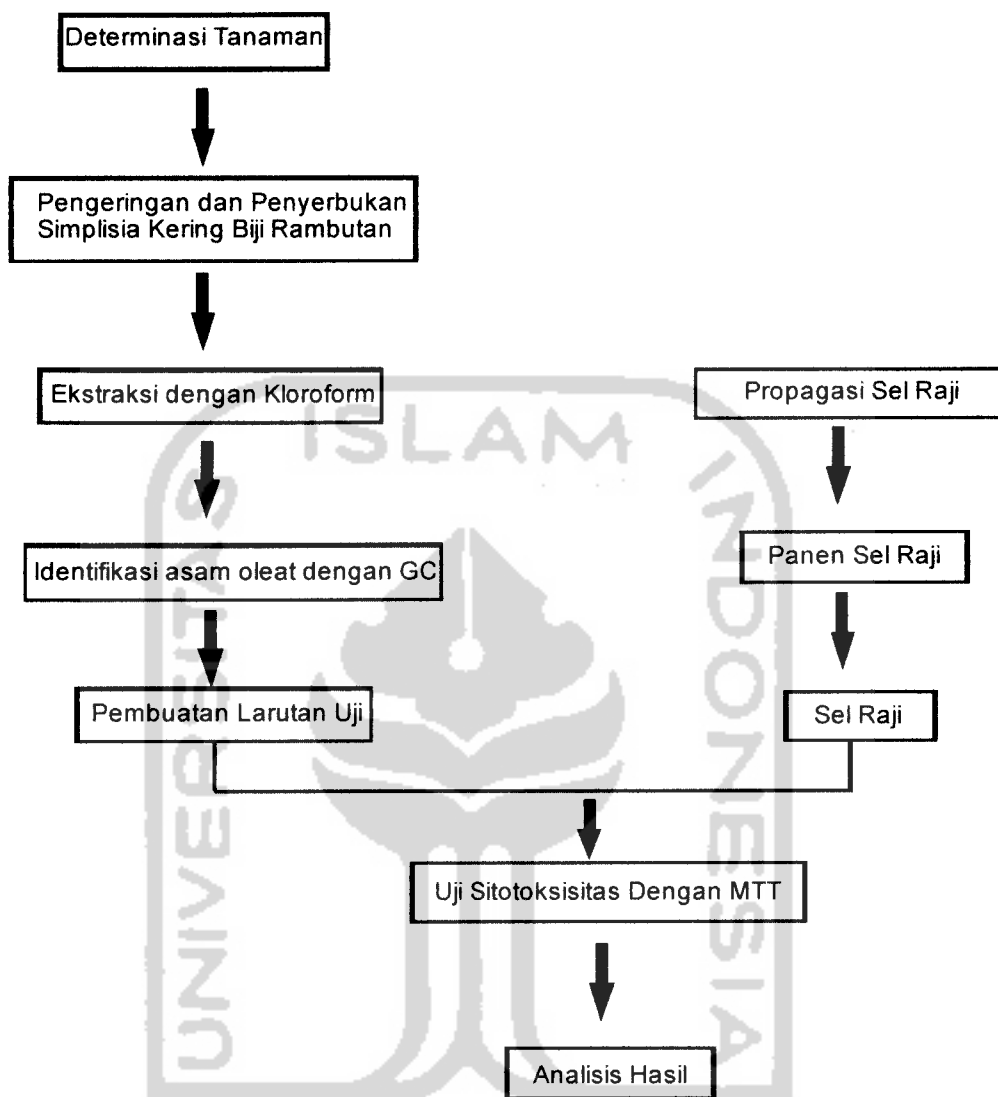 Determinasi Tanaman
Pengeringan dan Penyerbukan
Simplisia Kering Biji Rambutan
Ekstraksi dengan Kloroform
Propagasi Sel Raji
Identifikasi asam oleat dengan GC
Panen Sel Raji
Pembuatan Larutan Uji
Sel Raji
Uji Sitotoksisitas Dengan MTT
Analisis Hasil
UNIVERSITAS
ISLAM
INDONESIA